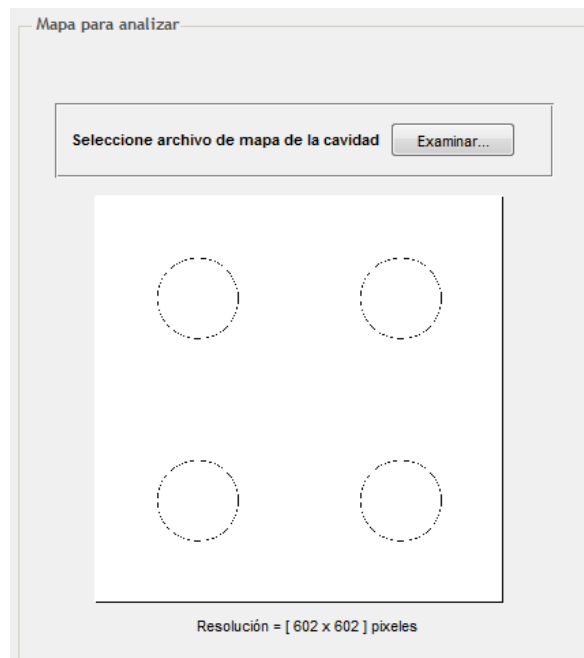 Mapa para analizar
Seleccione archivo de mapa de la cavidad
Examinar...
Resolución = [ 602 x 602 ] pixeles